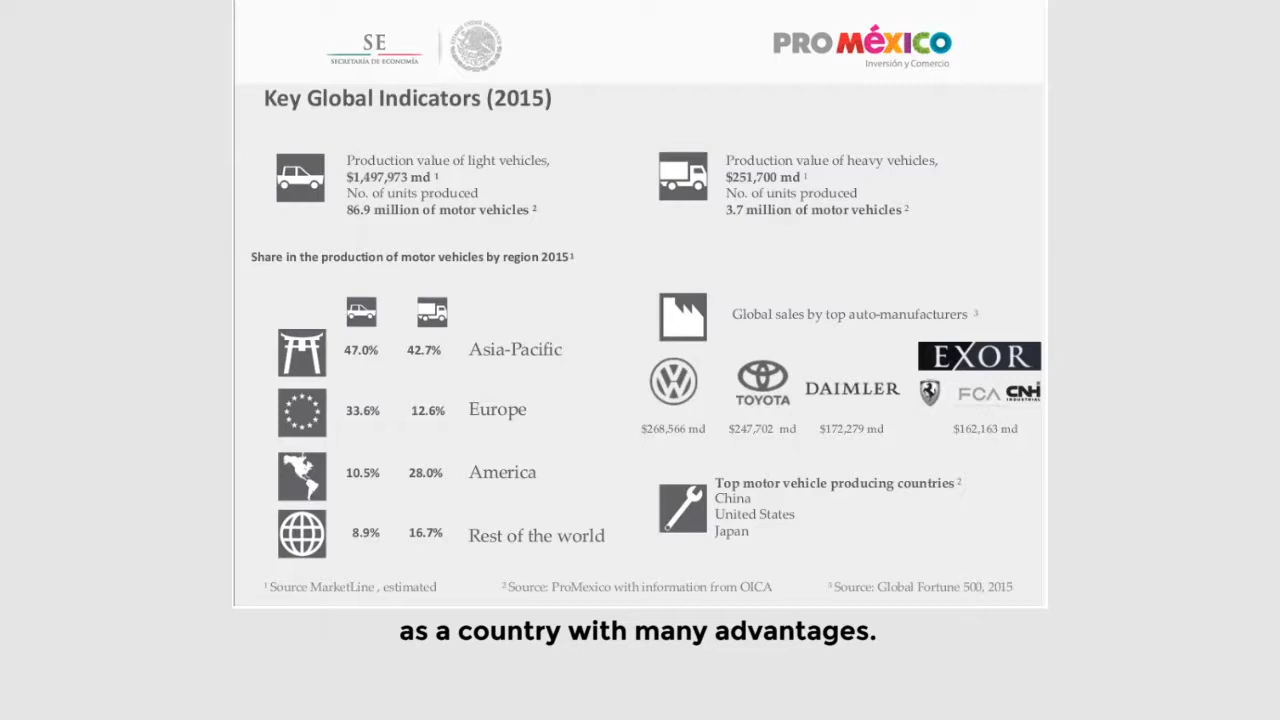 SE
SECRETARÍA DE ECONOMÍA
PRO MéXICO
Inversión y Comercio
Key Global Indicators (2015)
Production value of light vehicles,
$1,497,973 md ¹
No. of units produced
86.9 million of motor vehicles ²
Production value of heavy vehicles,
$251,700 md ¹
No. of units produced
3.7 million of motor vehicles ²
Share in the production of motor vehicles by region 2015¹
47.0% 42.7% Asia-Pacific
33.6% 12.6% Europe
10.5% 28.0% America
8.9% 16.7% Rest of the world
Global sales by top auto-manufacturers ³
EXOR
TOYOTA DAIMLER FCA CNH
INDUSTRIAL
$268,566 md $247,702 md $172,279 md $162,163 md
Top motor vehicle producing countries ²
China
United States
Japan
¹ Source MarketLine , estimated ² Source: ProMexico with information from OICA ³ Source: Global Fortune 500, 2015
as a country with many advantages.